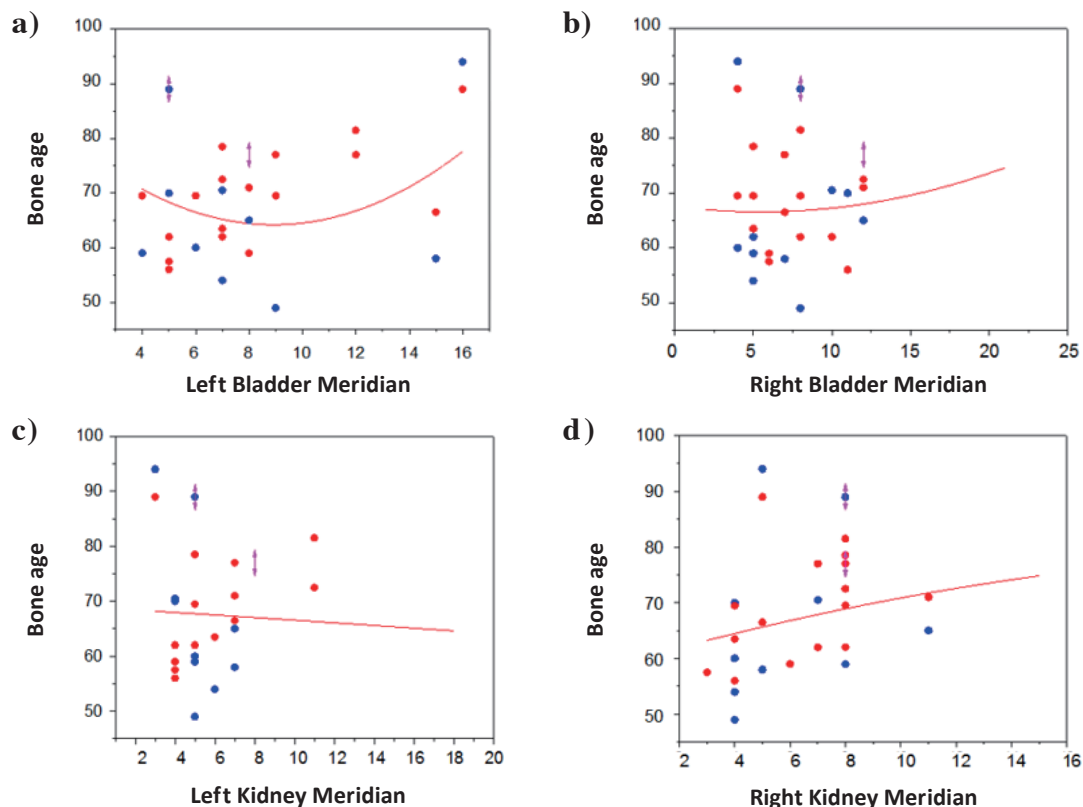 a)
100
90
80
70
60
50
4 6 8 10 12 14 16
Bone age
Left Bladder Meridian
b)
100
90
80
70
60
50
0 5 10 15 20 25
Bone age
Right Bladder Meridian
c)
100
90
80
70
60
50
2 4 6 8 10 12 14 16 18 20
Bone age
Left Kidney Meridian
d)
100
90
80
70
60
50
2 4 6 8 10 12 14 16
Bone age
Right Kidney Meridian